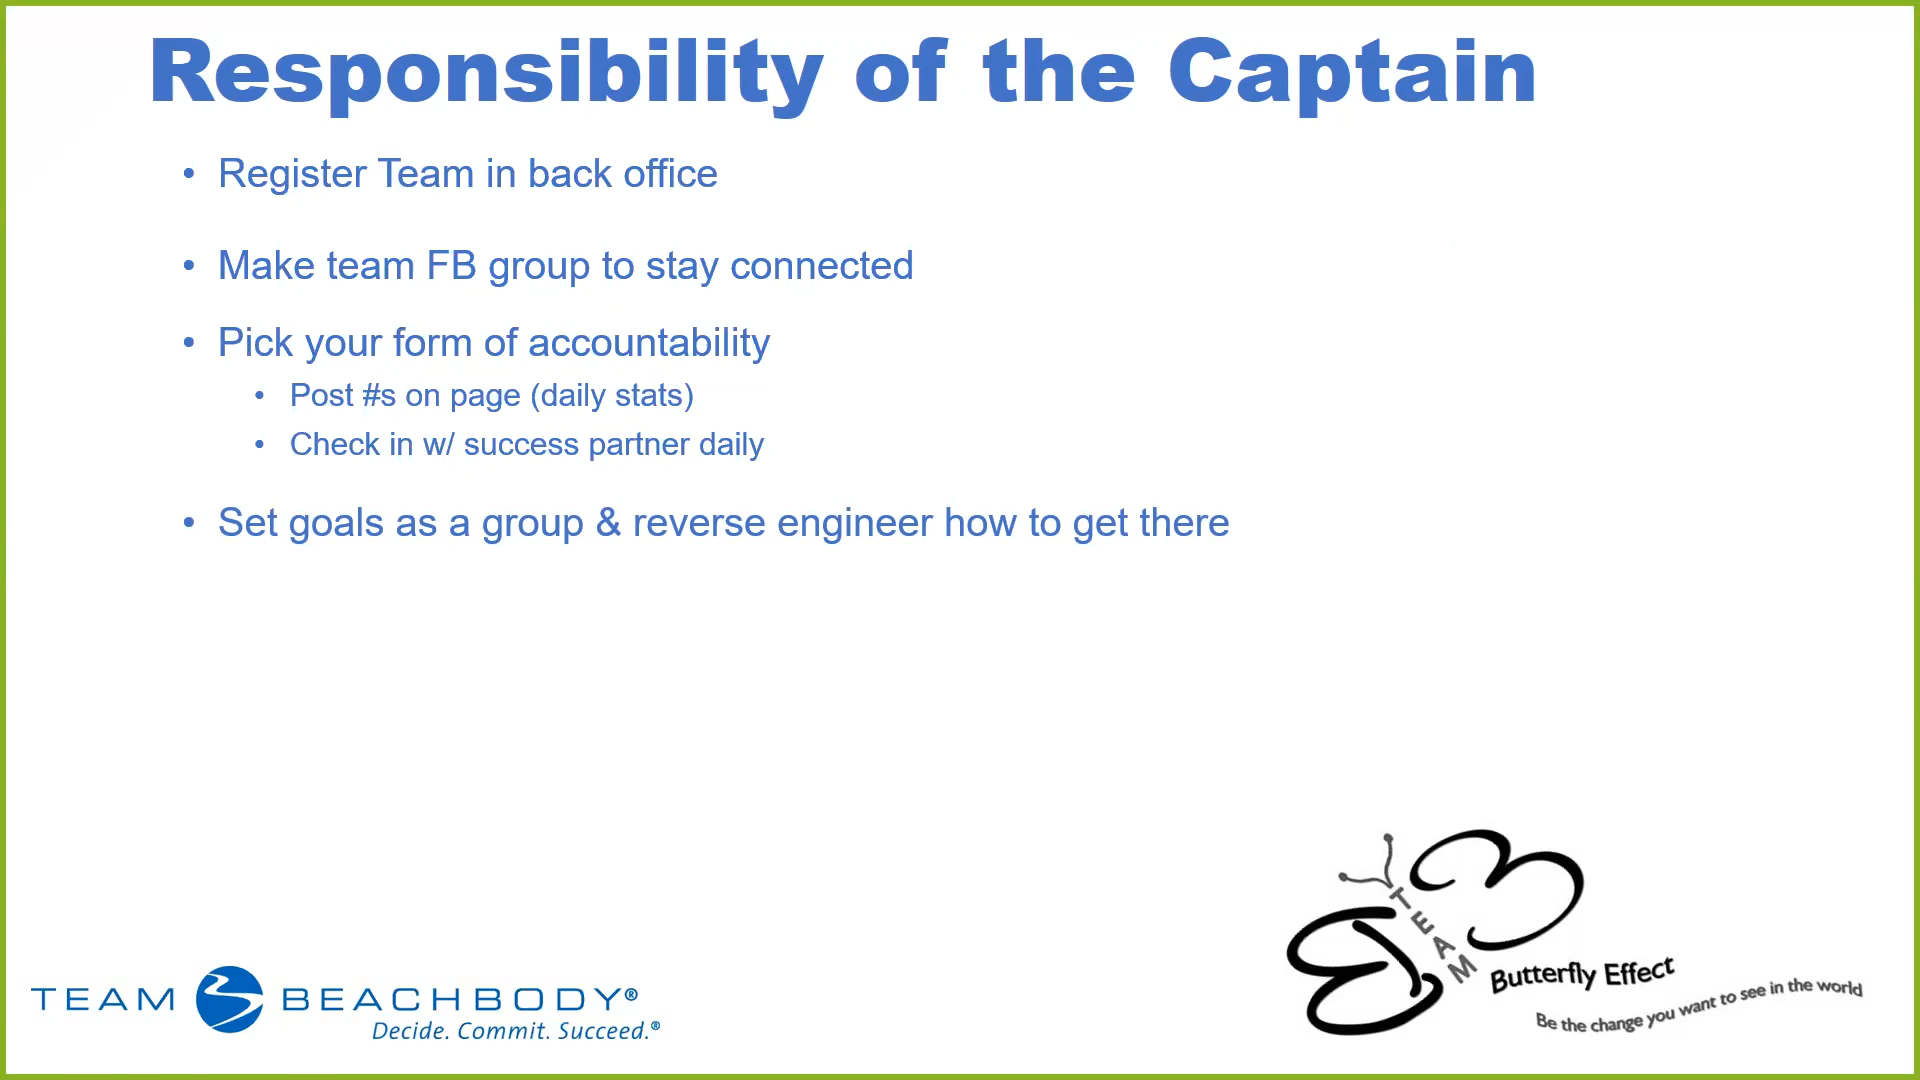 Responsibility of the Captain
• Register Team in back office
• Make team FB group to stay connected
• Pick your form of accountability
• Post #s on page (daily stats)
• Check in w/ success partner daily
• Set goals as a group & reverse engineer how to get there
TEAM
Butterfly Effect
Be the change you want to see in the world
TEAM BEACHBODY®
Decide. Commit. Succeed.®